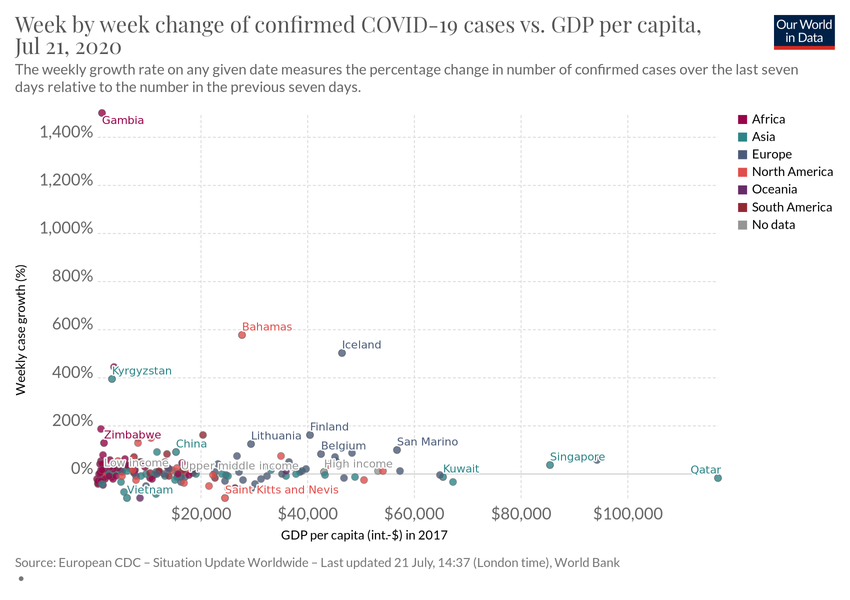 Week by week change of confirmed COVID-19 cases vs. GDP per capita,
Jul 21, 2020
Our World
in Data
The weekly growth rate on any given date measures the percentage change in number of confirmed cases over the last seven
days relative to the number in the previous seven days.
Gambia
1,400%
1,200%
1,000%
800%
600%
400%
200%
0%
Weekly case growth (%)
Africa
Asia
Europe
North America
Oceania
South America
No data
Bahamas
Iceland
Kyrgyzstan
Zimbabwe
China
Lithuania
Finland
Belgium
San Marino
Low income
Upper middle income
High income
Kuwait
Singapore
Qatar
Vietnam
Saint Kitts and Nevis
$20,000
$40,000
$60,000
$80,000
$100,000
GDP per capita (int.-$) in 2017
Source: European CDC – Situation Update Worldwide – Last updated 21 July, 14:37 (London time), World Bank